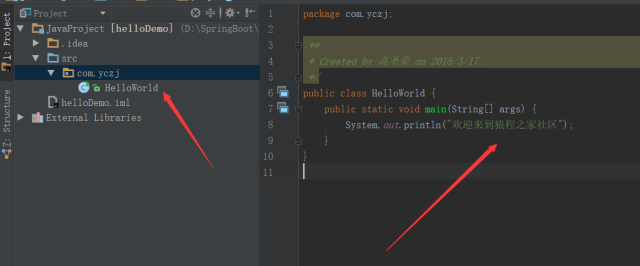 1: Project
Z: Structure
Project
JavaProject [helloDemo] (D:\SpringBoot\
.idea
src
com.yczj
HelloWorld
helloDemo.iml
External Libraries
1 package com.yczj;
2
3 /**
4 * Created by 高多荣 on 2018/3/17.
5 */
6 public class HelloWorld {
7 public static void main(String[] args) {
8 System.out.println("欢迎来到猿程之家社区");
9 }
10 }
11